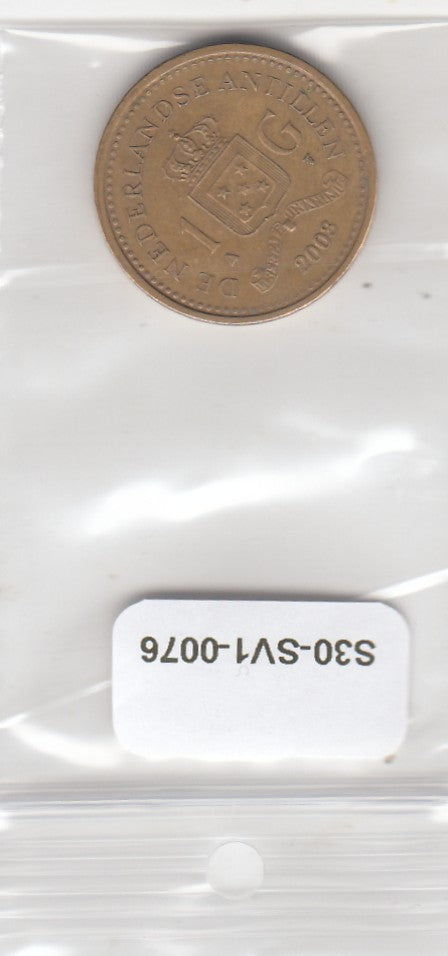 DE NEDERLANDSE ANTILLEN
1 G
2008
S30-SV1-0076